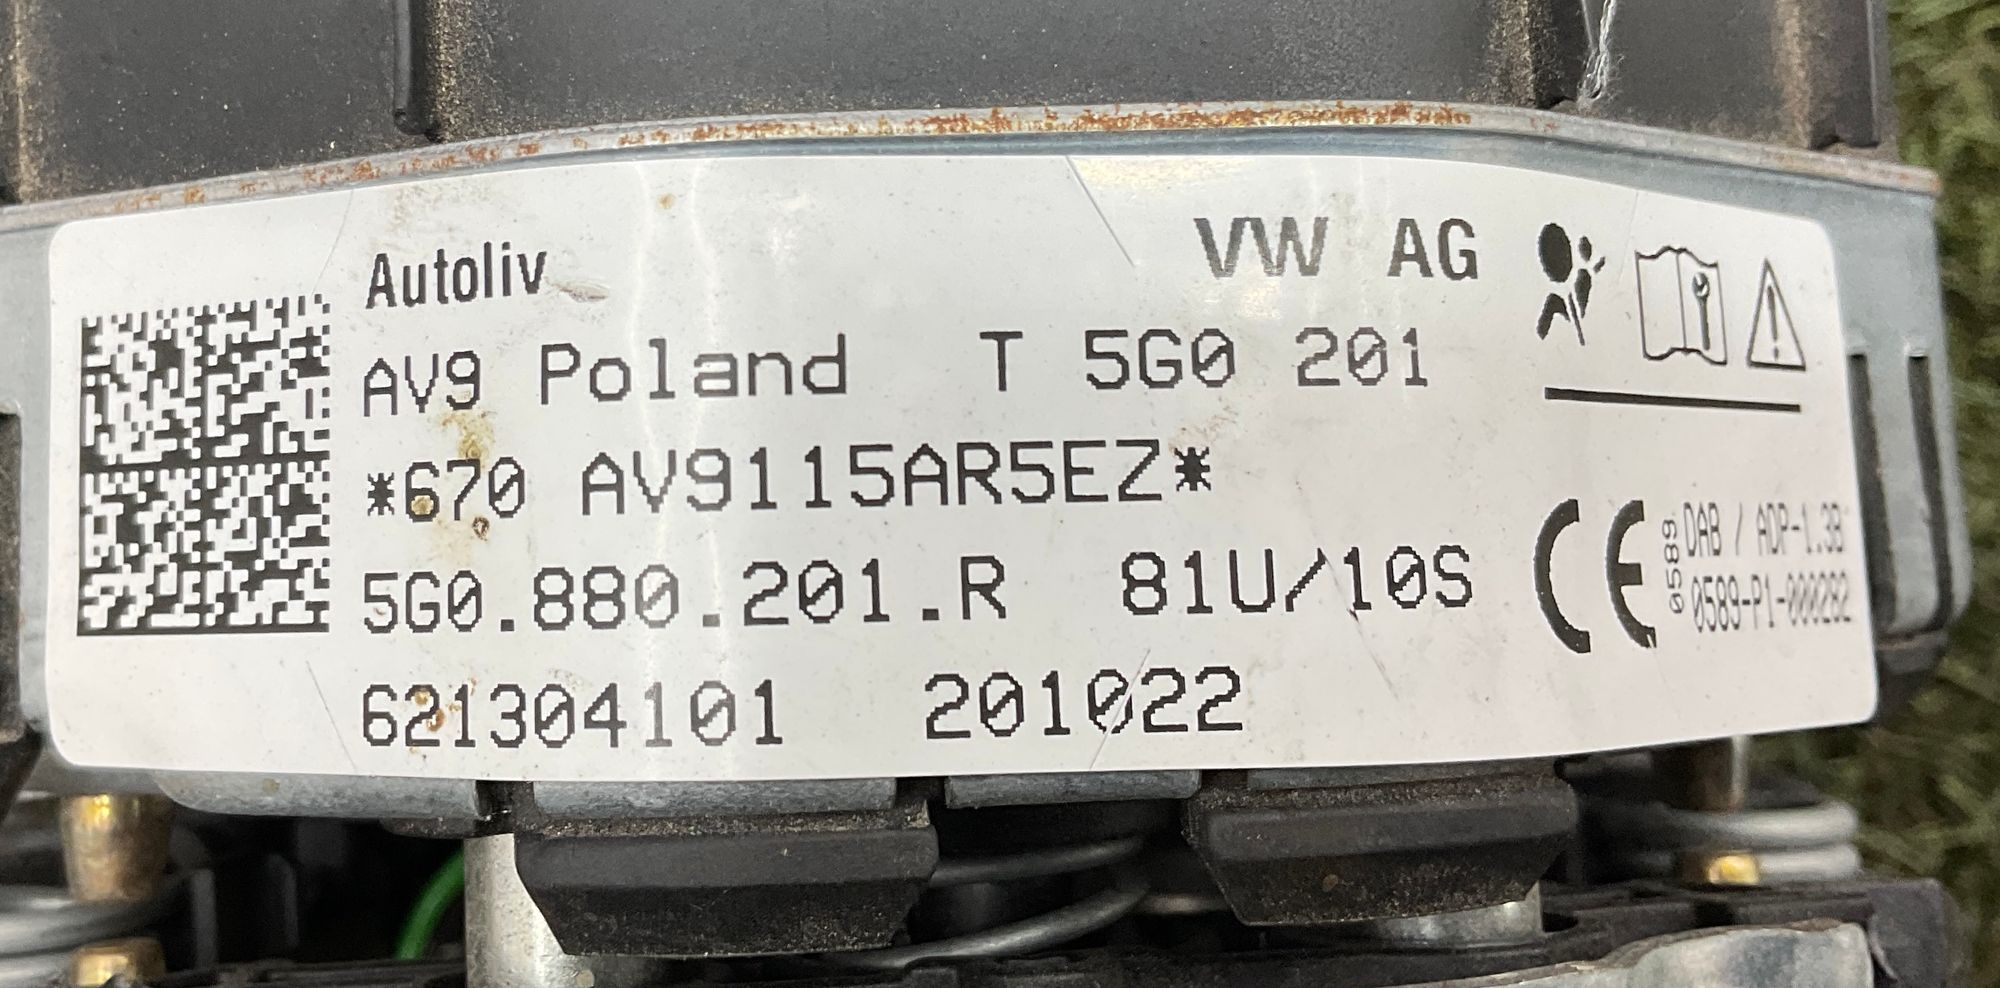 Autoliv VW AG
AV9 Poland T 5G0 201
*670 AV9115AR5EZ*
5G0.880.201.R 81U/10S
621304101 201022
0589
DAB / ADP-1.3B
0589-P1-000282
CE